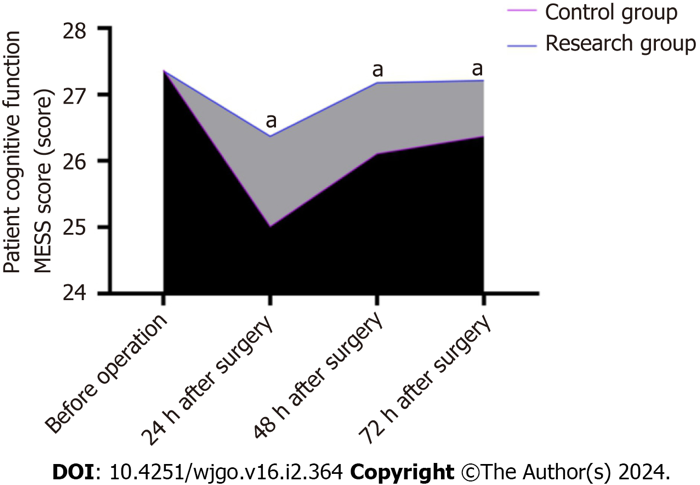 Control group
Research group
Patient cognitive function
MESS score (score)
28
27
26
25
24
a
a
a
Before operation
24 h after surgery
48 h after surgery
72 h after surgery
DOI: 10.4251/wjgo.v16.i2.364 Copyright ©The Author(s) 2024.